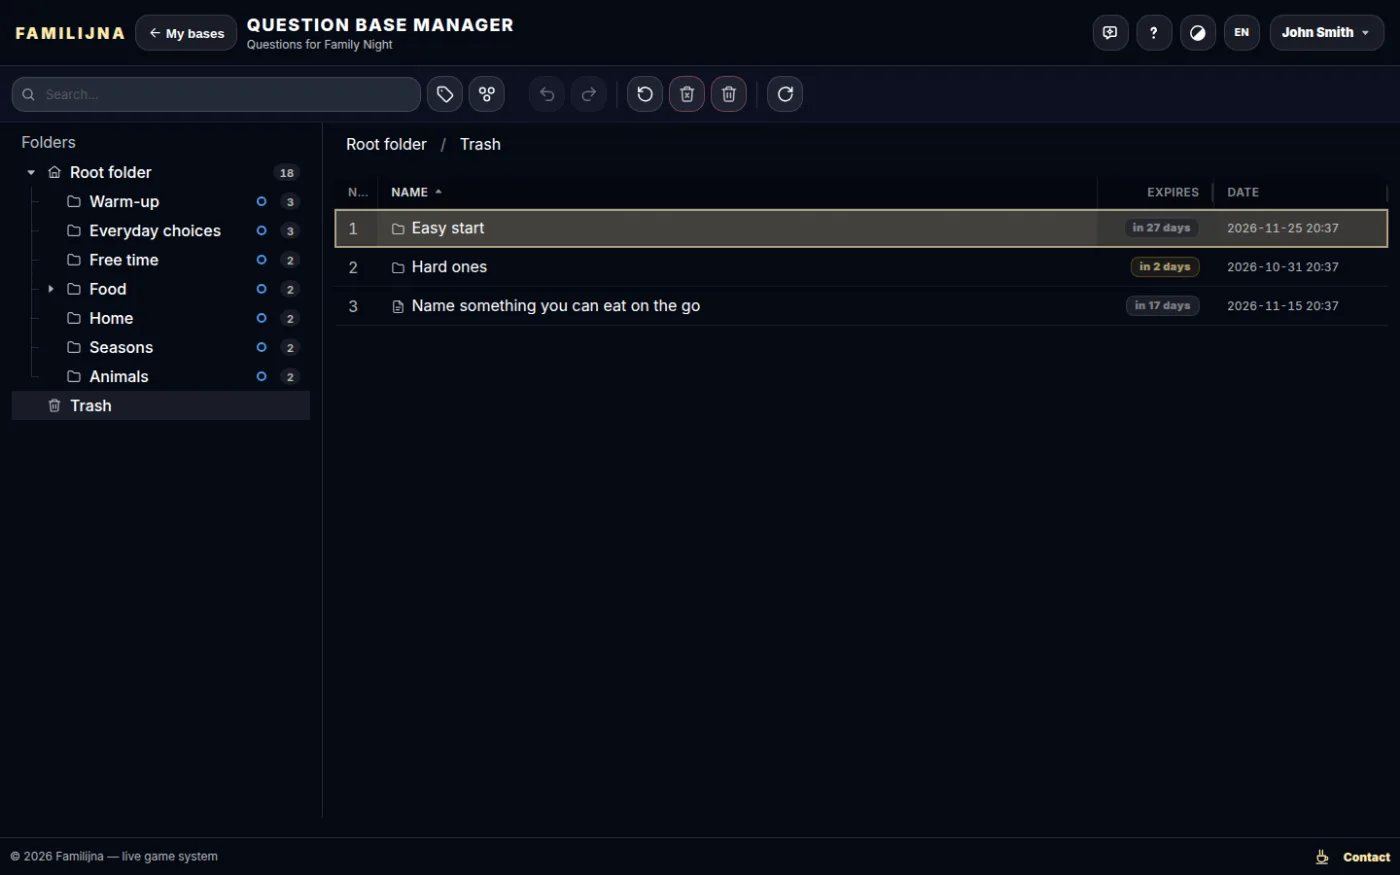 FAMILIJNA
← My bases
QUESTION BASE MANAGER
Questions for Family Night
?
EN
John Smith
Search...
Folders
Root folder 18
Warm-up 3
Everyday choices 3
Free time 2
Food 2
Home 2
Seasons 2
Animals 2
Trash
Root folder / Trash
N... NAME EXPIRES DATE
1 Easy start in 27 days 2026-11-25 20:37
2 Hard ones in 2 days 2026-10-31 20:37
3 Name something you can eat on the go in 17 days 2026-11-15 20:37
© 2026 Familijna — live game system
Contact